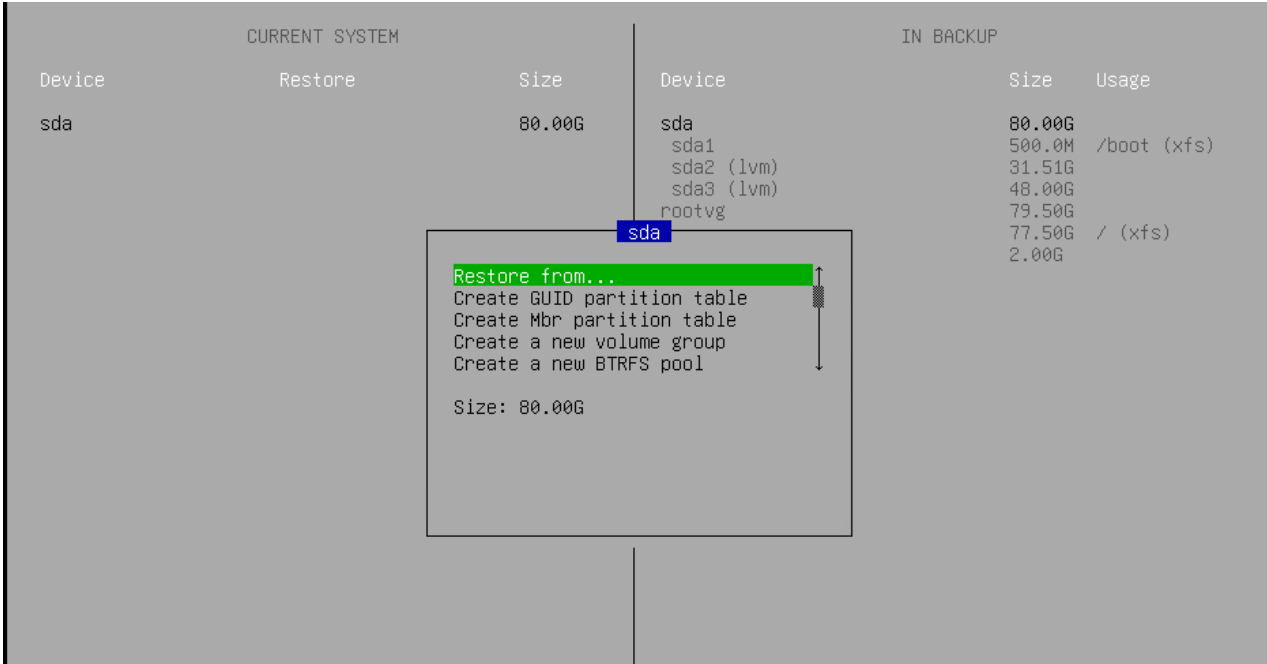 CURRENT SYSTEM IN BACKUP
Device Restore Size Device Size Usage
sda 80.00G sda 80.00G
sda1 500.0M /boot (xfs)
sda2 (lvm) 31.51G
sda3 (lvm) 48.00G
rootvg 79.50G
sda 77.50G / (xfs)
2.00G
Restore from...
Create GUID partition table
Create Mbr partition table
Create a new volume group
Create a new BTRFS pool
Size: 80.00G